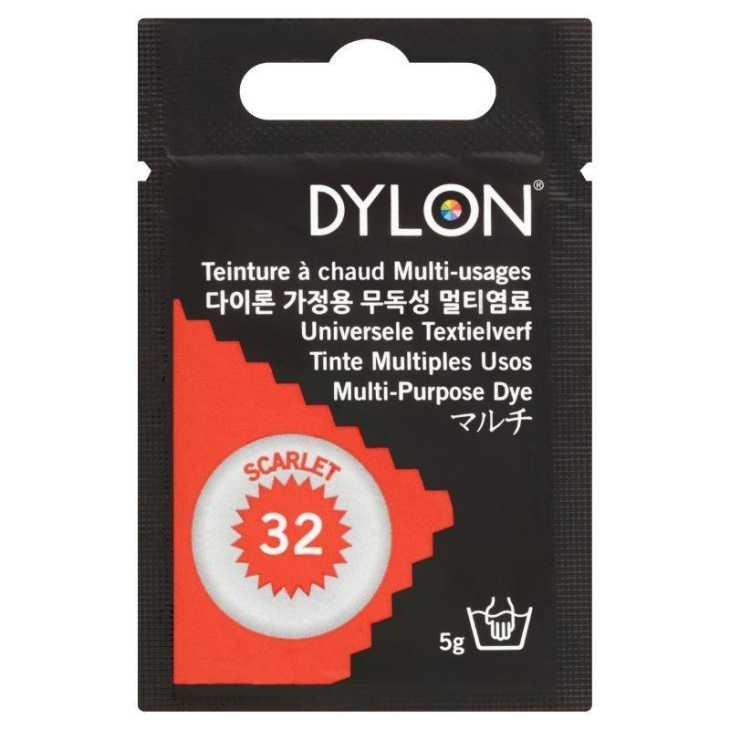 DYLON®
Teinture à chaud Multi-usages
다이론 가정용 무독성 멀티염료
Universele Textielverf
Tinte Multiples Usos
Multi-Purpose Dye
マルチ
SCARLET
32
5g